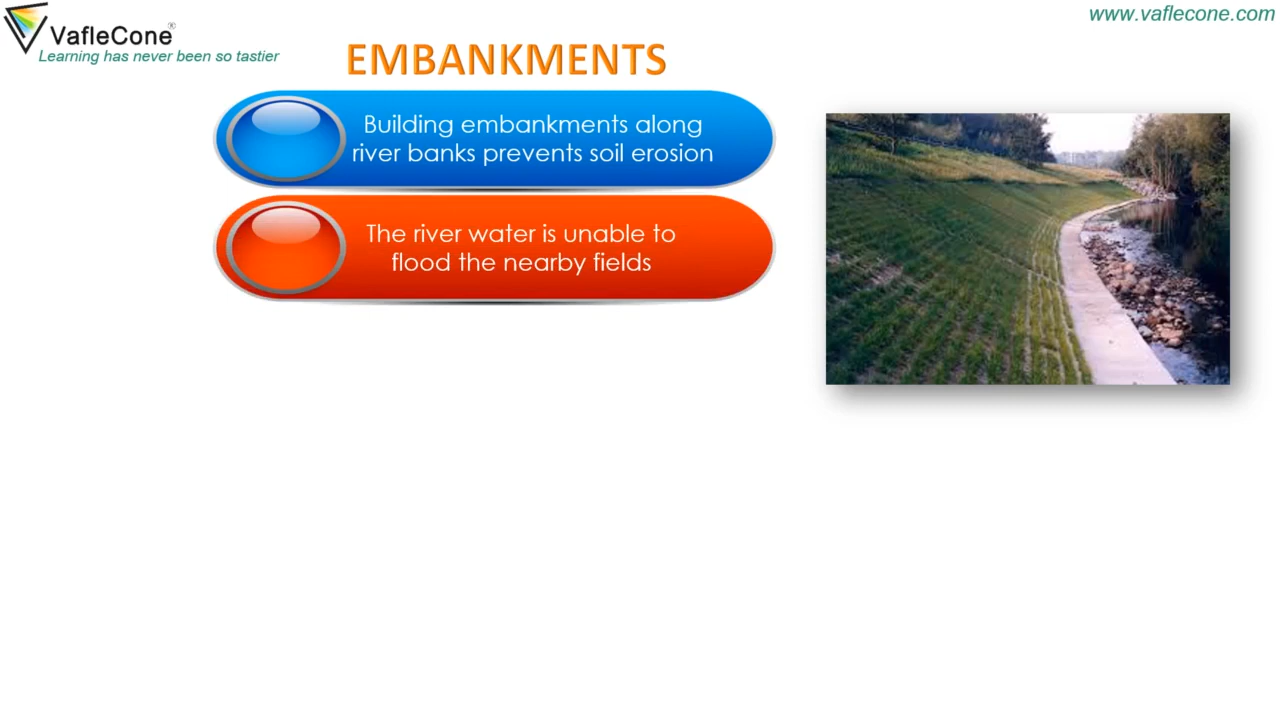 VafleCone®
Learning has never been so tastier
www.vaflecone.com
EMBANKMENTS
Building embankments along
river banks prevents soil erosion
The river water is unable to
flood the nearby fields